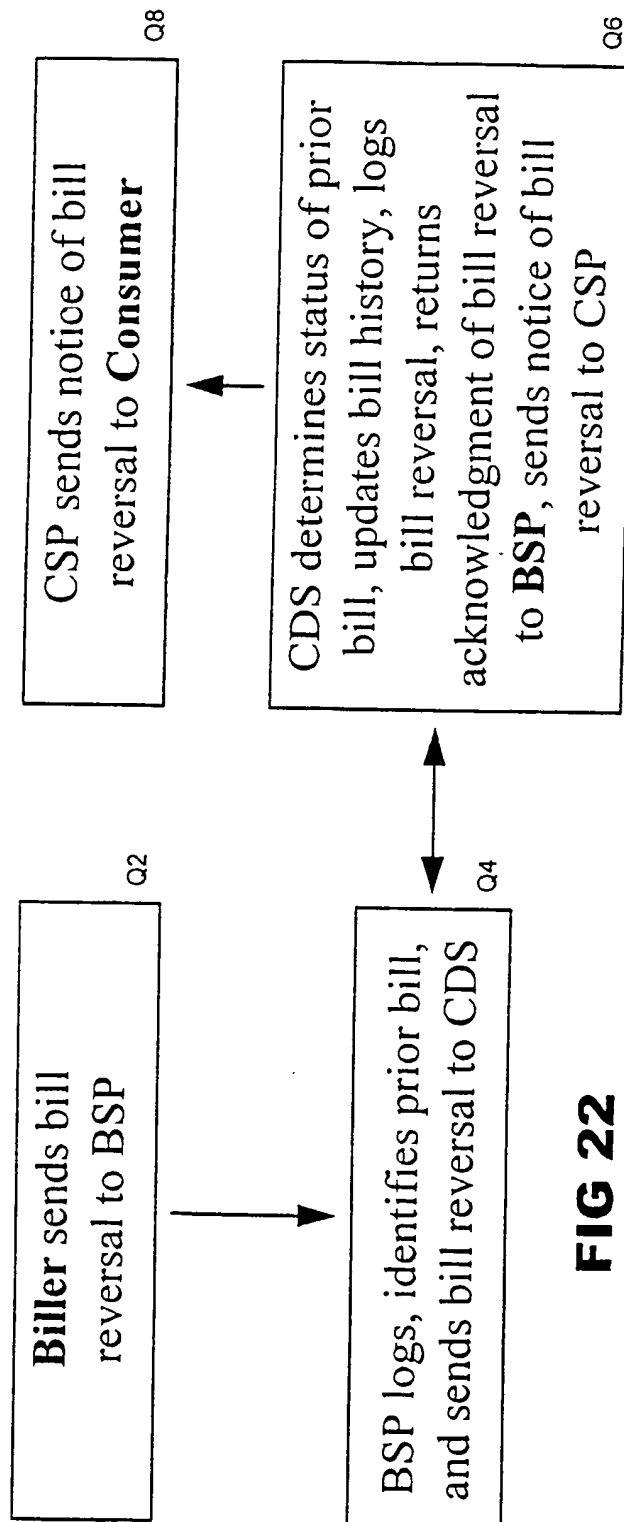 Biller sends bill
reversal to BSP
Q2
BSP logs, identifies prior bill,
and sends bill reversal to CDS
Q4
CDS determines status of prior
bill, updates bill history, logs
bill reversal, returns
acknowledgment of bill reversal
to BSP, sends notice of bill
reversal to CSP
Q6
CSP sends notice of bill
reversal to Consumer
Q8
FIG 22